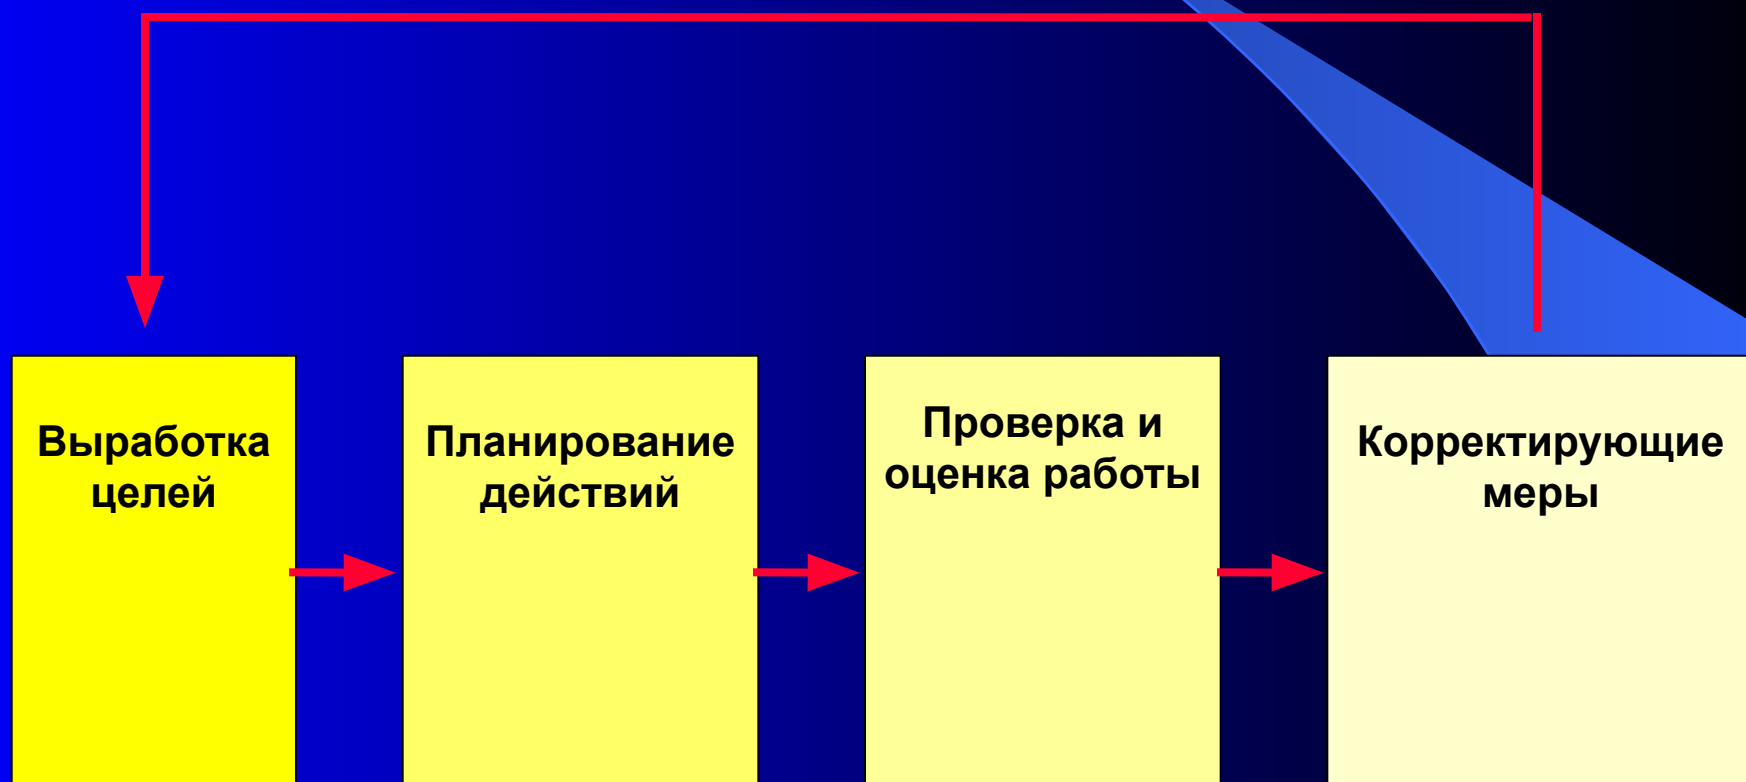 Выработка
целей
Планирование
действий
Проверка и
оценка работы
Корректирующие
меры